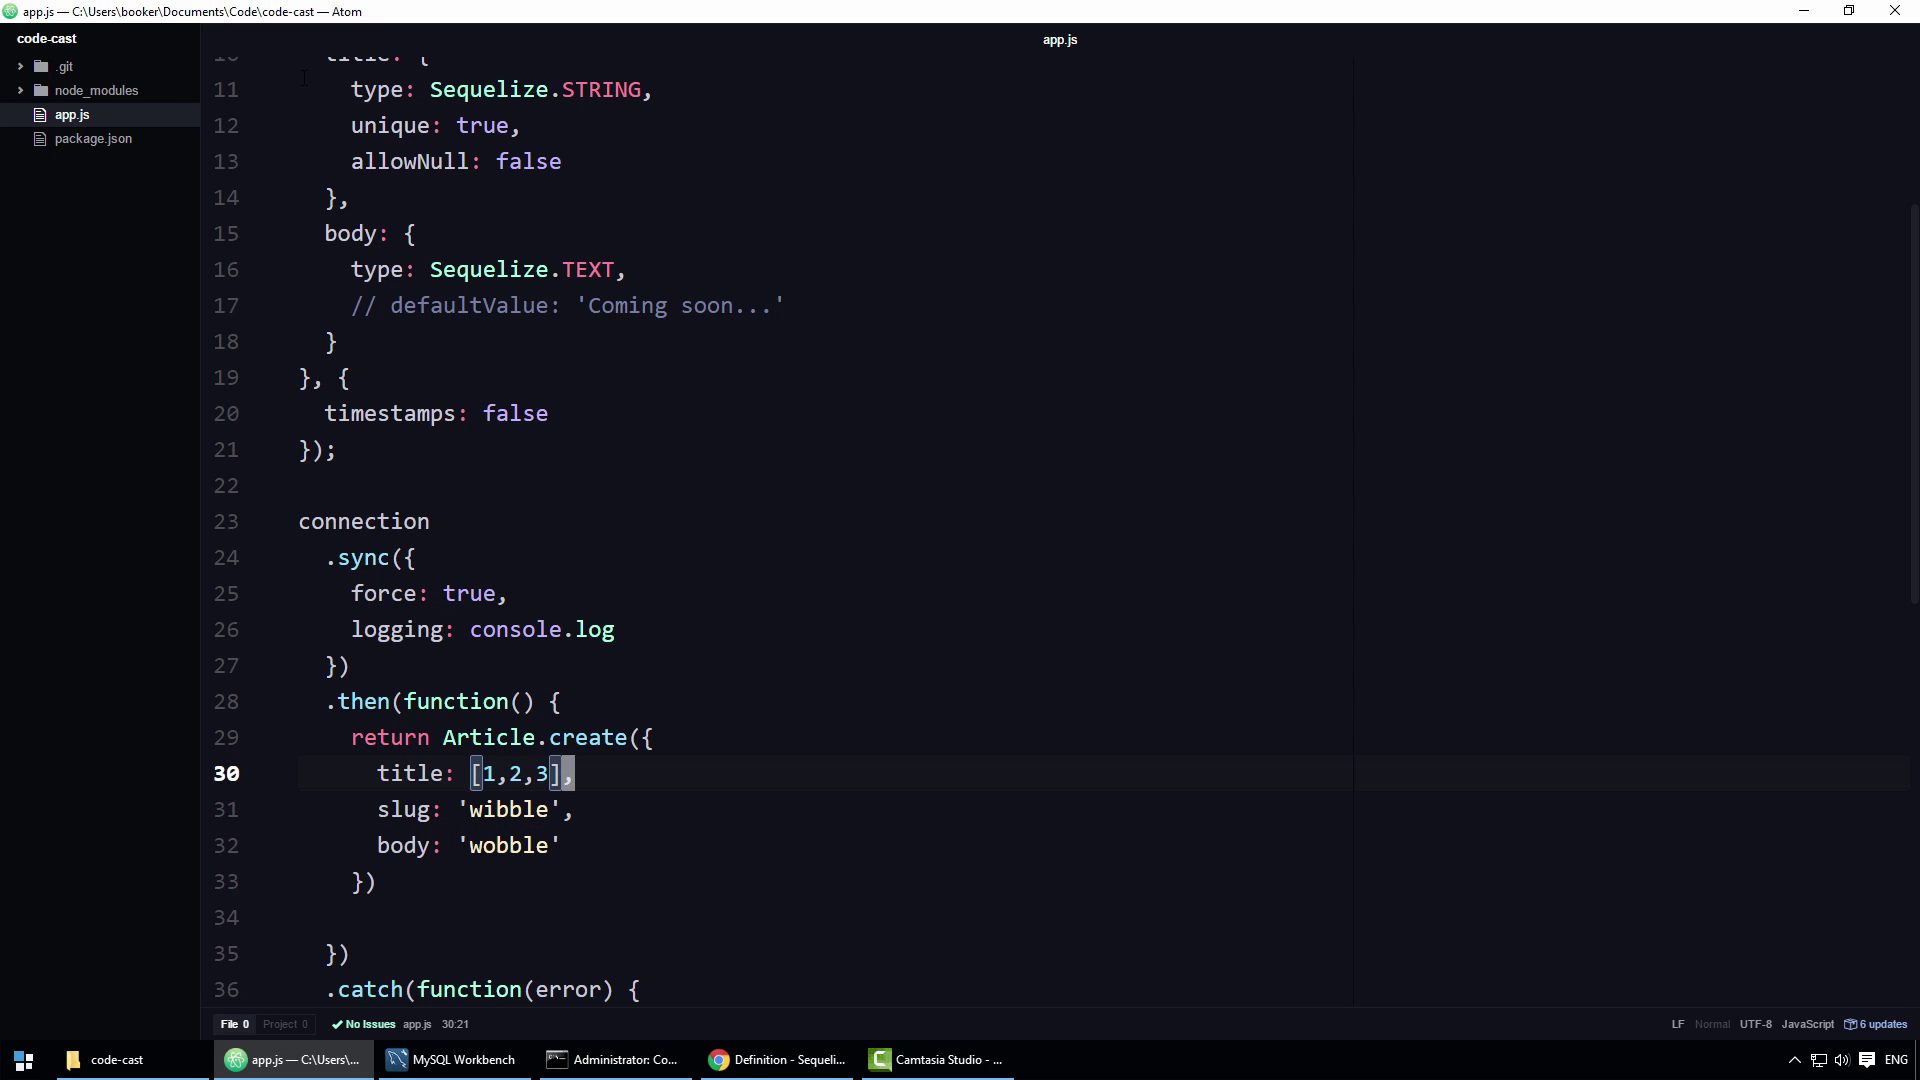 app.js — C:\Users\booker\Documents\Code\code-cast — Atom
code-cast
.git
node_modules
app.js
package.json
app.js
10 title: {
11 type: Sequelize.STRING,
12 unique: true,
13 allowNull: false
14 },
15 body: {
16 type: Sequelize.TEXT,
17 // defaultValue: 'Coming soon...'
18 }
19 }, {
20 timestamps: false
21 });
22
23 connection
24 .sync({
25 force: true,
26 logging: console.log
27 })
28 .then(function() {
29 return Article.create({
30 title: [1,2,3],
31 slug: 'wibble',
32 body: 'wobble'
33 })
34
35 })
36 .catch(function(error) {
File 0 Project 0 No Issues app.js 30:21 LF Normal UTF-8 JavaScript 6 updates
code-cast app.js — C:\Users\... MySQL Workbench Administrator: Co... Definition - Sequeli... Camtasia Studio - ... ENG